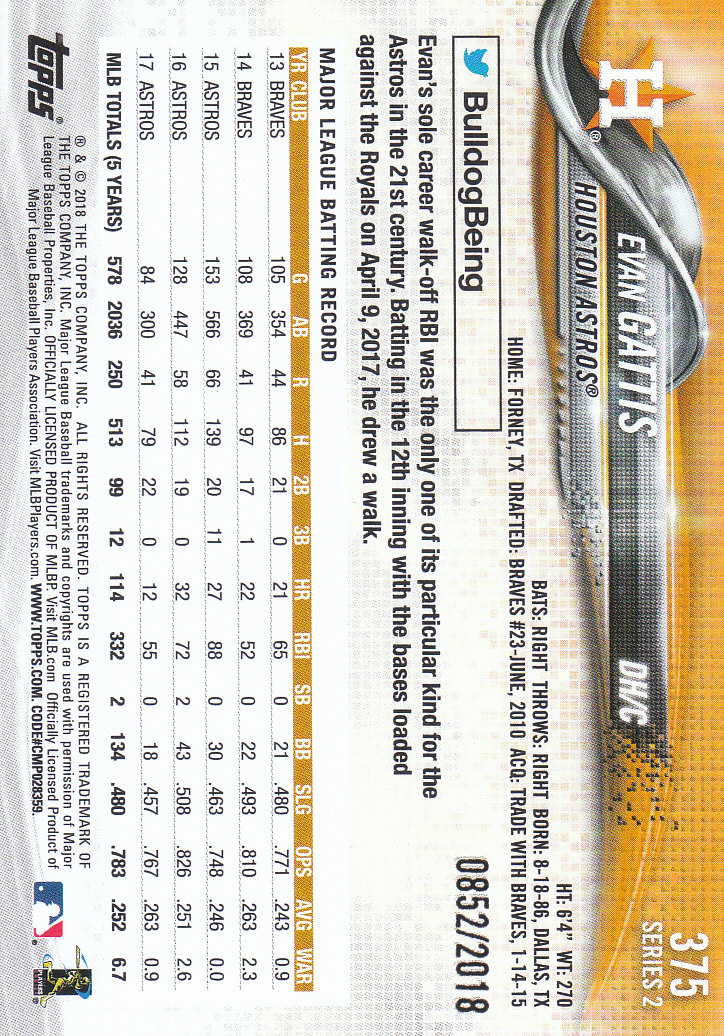 375
SERIES 2
EVAN GATTIS DH/C
H®
HOUSTON ASTROS®
HT: 6'4" WT: 270
BATS: RIGHT THROWS: RIGHT BORN: 8-18-86, DALLAS, TX
HOME: FORNEY, TX DRAFTED: BRAVES #23-JUNE, 2010 ACQ: TRADE WITH BRAVES, 1-14-15
BulldogBeing
0852/2018
Evan's sole career walk-off RBI was the only one of its particular kind for the
Astros in the 21st century. Batting in the 12th inning with the bases loaded
against the Royals on April 9, 2017, he drew a walk.
MAJOR LEAGUE BATTING RECORD
YR CLUB G AB R H 2B 3B HR RBI SB BB SLG OPS AVG WAR
13 BRAVES 105 354 44 86 21 0 21 65 0 21 .480 .771 .243 0.9
14 BRAVES 108 369 41 97 17 1 22 52 0 22 .493 .810 .263 2.3
15 ASTROS 153 566 66 139 20 11 27 88 0 30 .463 .748 .246 0.0
16 ASTROS 128 447 58 112 19 0 32 72 2 43 .508 .826 .251 2.6
17 ASTROS 84 300 41 79 22 0 12 55 0 18 .457 .767 .263 0.9
MLB TOTALS (5 YEARS) 578 2036 250 513 99 12 114 332 2 134 .480 .783 .252 6.7
topps®
® & © 2018 THE TOPPS COMPANY, INC. ALL RIGHTS RESERVED. TOPPS IS A REGISTERED TRADEMARK OF
THE TOPPS COMPANY, INC. Major League Baseball trademarks and copyrights are used with permission of Major
League Baseball Properties, Inc. OFFICIALLY LICENSED PRODUCT OF MLBP. Visit MLB.com Officially Licensed Product of
Major League Baseball Players Association. Visit MLBPlayers.com. WWW.TOPPS.COM. CODE#CMP028359.
PLAYERS